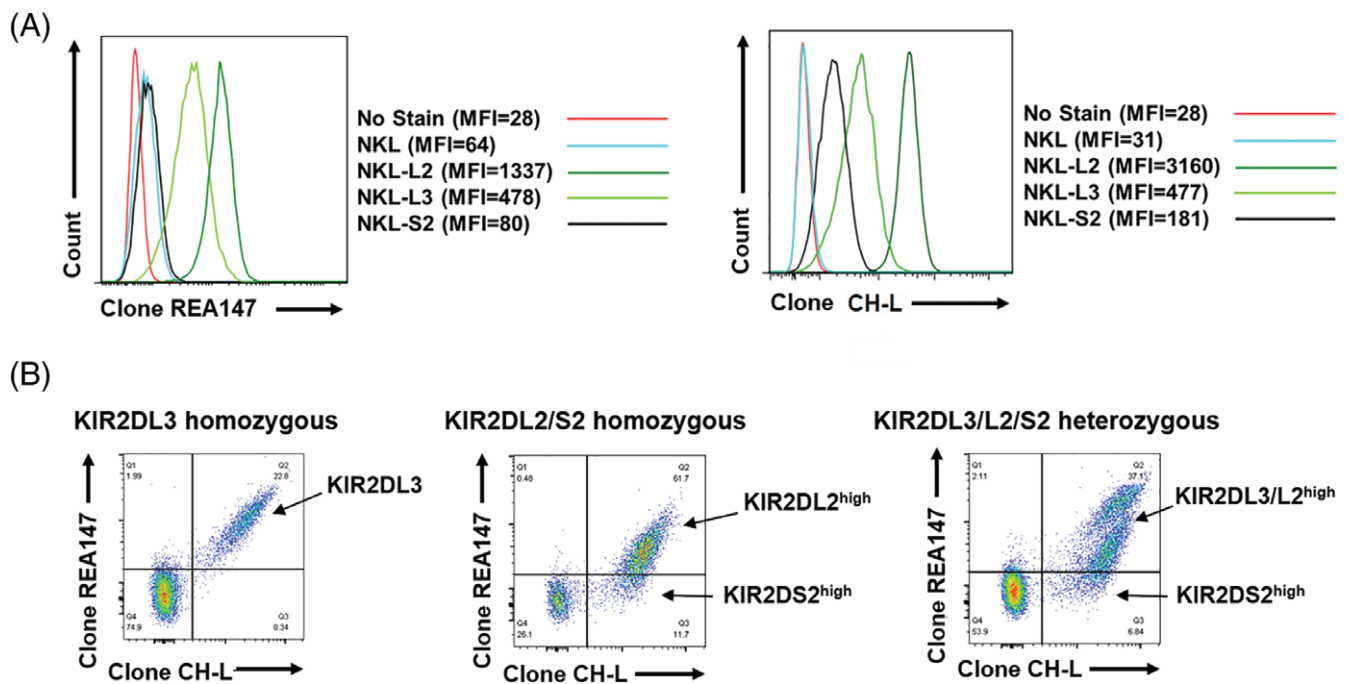 (A)
Count
Clone REA147
No Stain (MFI=28)
NKL (MFI=64)
NKL-L2 (MFI=1337)
NKL-L3 (MFI=478)
NKL-S2 (MFI=80)
Count
Clone CH-L
No Stain (MFI=28)
NKL (MFI=31)
NKL-L2 (MFI=3160)
NKL-L3 (MFI=477)
NKL-S2 (MFI=181)
(B)
KIR2DL3 homozygous
Clone REA147
Q1
1.99
Q2
22.8
Q4
74.9
Q3
0.34
KIR2DL3
Clone CH-L
KIR2DL2/S2 homozygous
Clone REA147
Q1
0.48
Q2
61.7
Q4
26.1
Q3
11.7
KIR2DL2high
KIR2DS2high
Clone CH-L
KIR2DL3/L2/S2 heterozygous
Clone REA147
Q1
2.11
Q2
37.1
Q4
53.9
Q3
6.84
KIR2DL3/L2high
KIR2DS2high
Clone CH-L